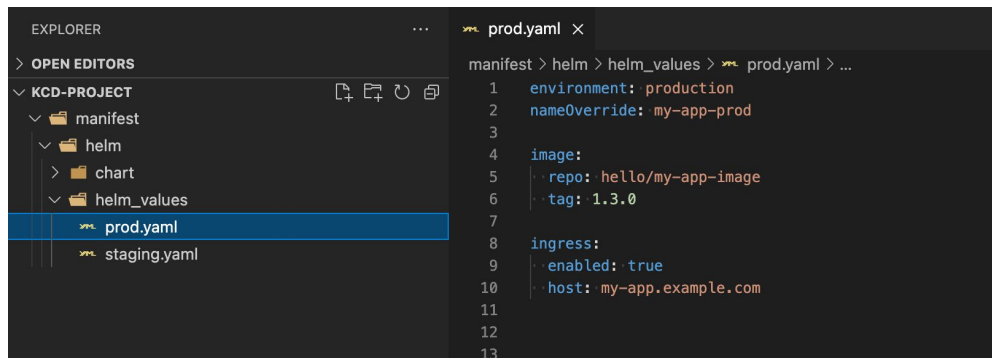 EXPLORER
...
OPEN EDITORS
KCD-PROJECT
manifest
helm
chart
helm_values
prod.yaml
staging.yaml
prod.yaml
manifest > helm > helm_values > prod.yaml > ...
1 environment: production
2 nameOverride: my-app-prod
3
4 image:
5 repo: hello/my-app-image
6 tag: 1.3.0
7
8 ingress:
9 enabled: true
10 host: my-app.example.com
11
12
13